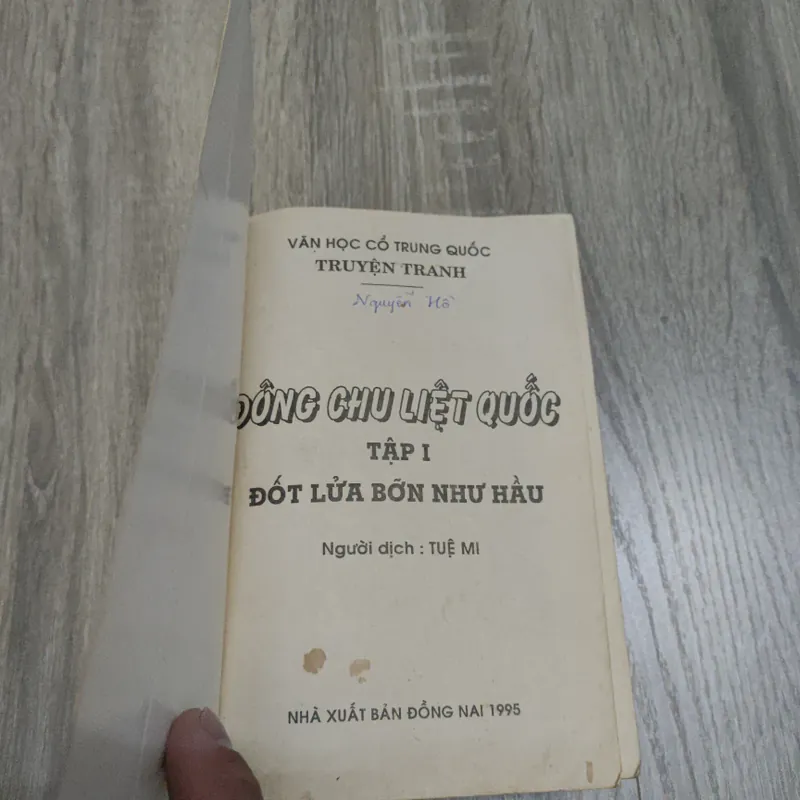 VĂN HỌC CỔ TRUNG QUỐC
TRUYỆN TRANH
Nguyễn Hồ
ĐÔNG CHU LIỆT QUỐC
TẬP I
ĐỐT LỬA BỠN NHƯ HẦU
Người dịch : TUỆ MI
NHÀ XUẤT BẢN ĐỒNG NAI 1995